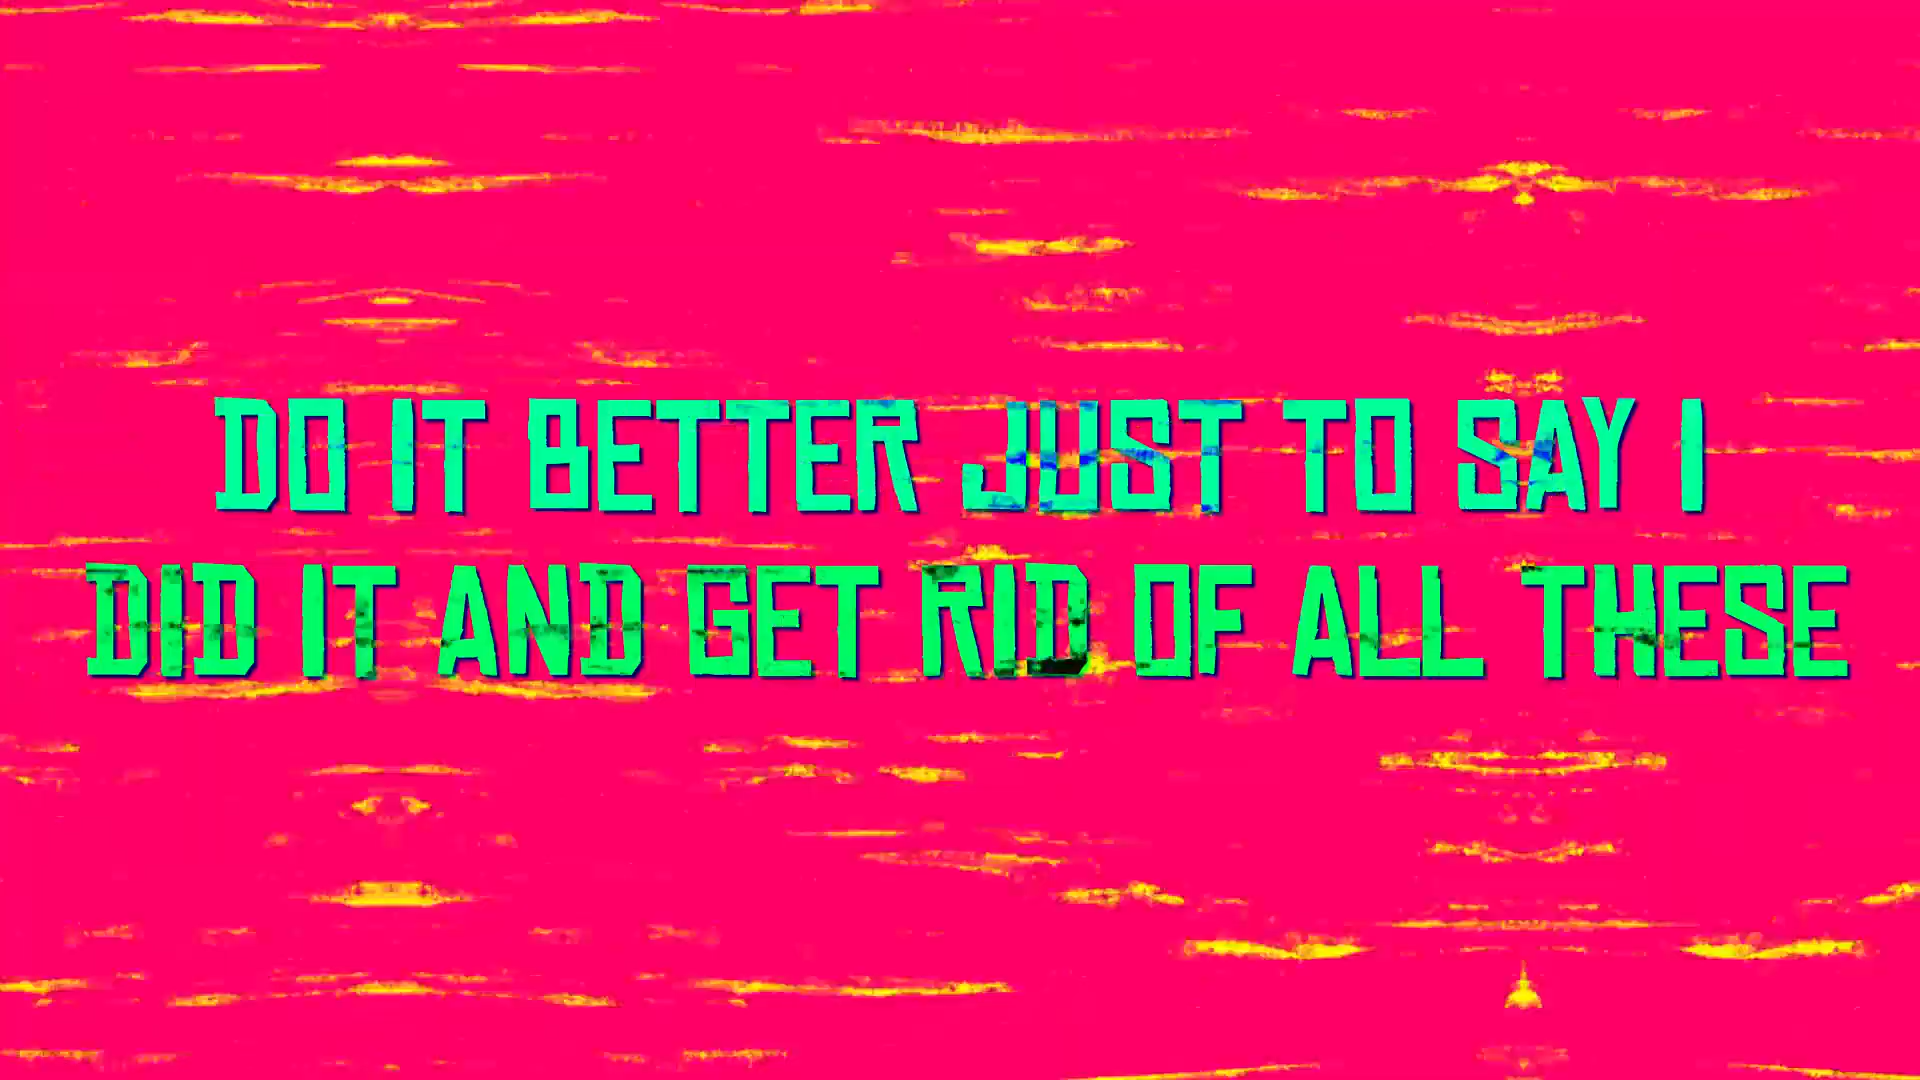 DO IT BETTER JUST TO SAY I
DID IT AND GET RID OF ALL THESE